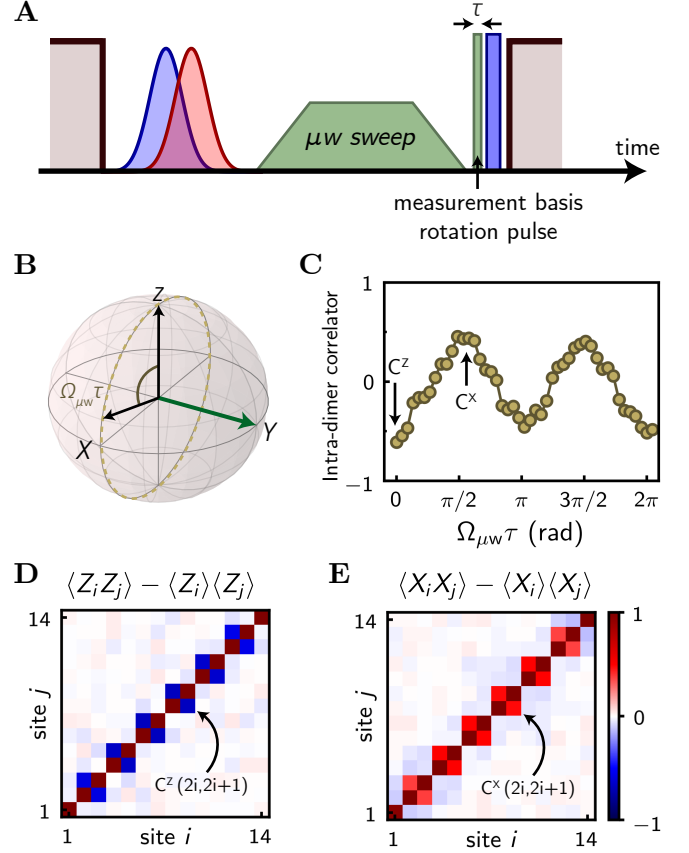 A
τ
μw sweep
time
measurement basis
rotation pulse
B
Z
Ω_μw τ
X
Y
C
Intra-dimer correlator
1
0
−1
C^z
C^x
0
π/2
π
3π/2
2π
Ω_μw τ (rad)
D
⟨Z_i Z_j⟩ − ⟨Z_i⟩⟨Z_j⟩
14
site j
1
C^z (2i,2i+1)
1
14
site i
E
⟨X_i X_j⟩ − ⟨X_i⟩⟨X_j⟩
14
site j
1
C^x (2i,2i+1)
1
14
site i
1
0
−1